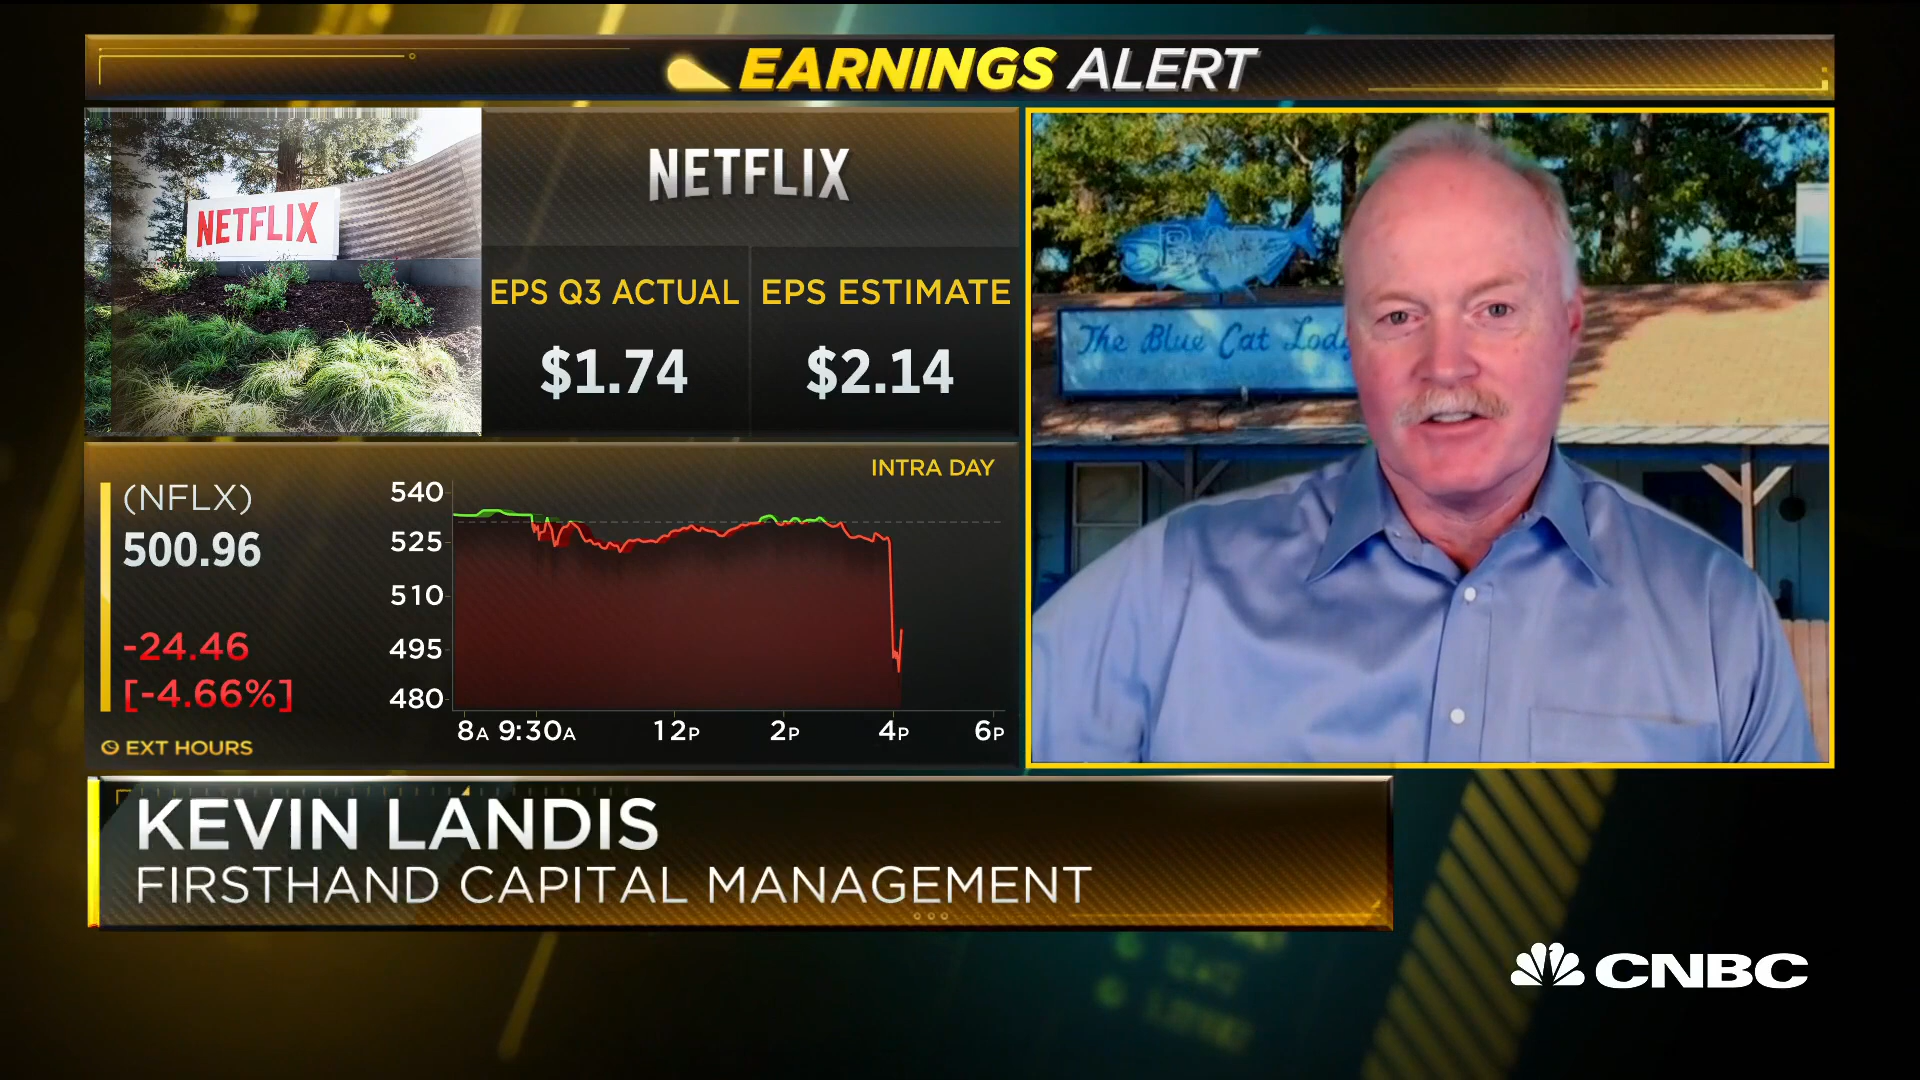 EARNINGS ALERT
NETFLIX
NETFLIX
EPS Q3 ACTUAL
$1.74
EPS ESTIMATE
$2.14
BAR
The Blue Cat Lod
INTRA DAY
(NFLX)
500.96
-24.46
[-4.66%]
EXT HOURS
540
525
510
495
480
8A 9:30A 12P 2P 4P 6P
KEVIN LANDIS
FIRSTHAND CAPITAL MANAGEMENT
CNBC